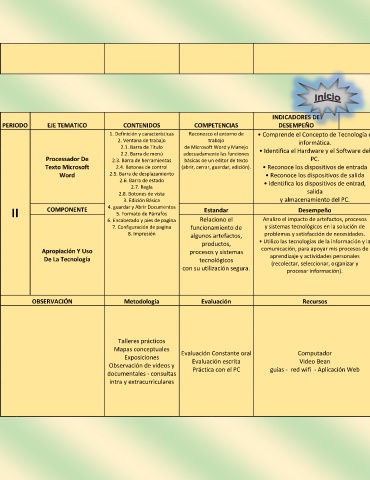 Inicio
PERIODO EJE TEMATICO CONTENIDOS COMPETENCIAS INDICADORES DE DESEMPEÑO
II
Procesador De
Texto Microsoft
Word
1. Definición y características
2. Ventana de trabajo
2.1. Barra de Título
2.2. Barra de menú
2.3. Barra de herramientas
2.4. Botones de control
2.5. Barra de desplazamiento
2.6. Barra de estado
2.7. Regla
2.8. Botones de vista
3. Edición Básica
4. guardar y Abrir Documentos
5. Formato de Párrafos
6. Encabezado y pies de pagina
7. Configuración de pagina
8. Impresión
Reconozco el entorno de
trabajo
de Microsoft Word y Manejo
adecuadamente las funciones
básicas de un editor de texto
(abrir, cerrar, guardar, edición).
• Comprende el Concepto de Tecnología e
informática.
• Identifica el Hardware y el Software del
PC.
• Reconoce los dispositivos de entrada
• Reconoce los dispositivos de salida
• Identifica los dispositivos de entrad,
salida
y almacenamiento del PC.
COMPONENTE Estandar Desempeño
Apropiación Y Uso
De La Tecnología
Relaciono el
funcionamiento de
algunos artefactos,
productos,
procesos y sistemas
tecnológicos
con su utilización segura.
Analizo el impacto de artefactos, procesos
y sistemas tecnológicos en la solución de
problemas y satisfacción de necesidades.
• Utilizo las tecnologías de la información y la
comunicación, para apoyar mis procesos de
aprendizaje y actividades personales
(recolectar, seleccionar, organizar y
procesar información).
OBSERVACIÓN Metodología Evaluación Recursos
Talleres prácticos
Mapas conceptuales
Exposiciones
Observación de videos y
documentales - consultas
intra y extracurriculares
Evaluación Constante oral
Evaluación escrita
Práctica con el PC
Computador
Video Bean
guías - red wifi - Aplicación Web